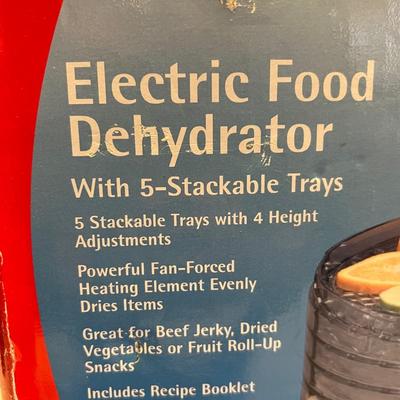 Electric Food
Dehydrator
With 5-Stackable Trays
5 Stackable Trays with 4 Height
Adjustments
Powerful Fan-Forced
Heating Element Evenly
Dries Items
Great for Beef Jerky, Dried
Vegetables or Fruit Roll-Up
Snacks
Includes Recipe Booklet